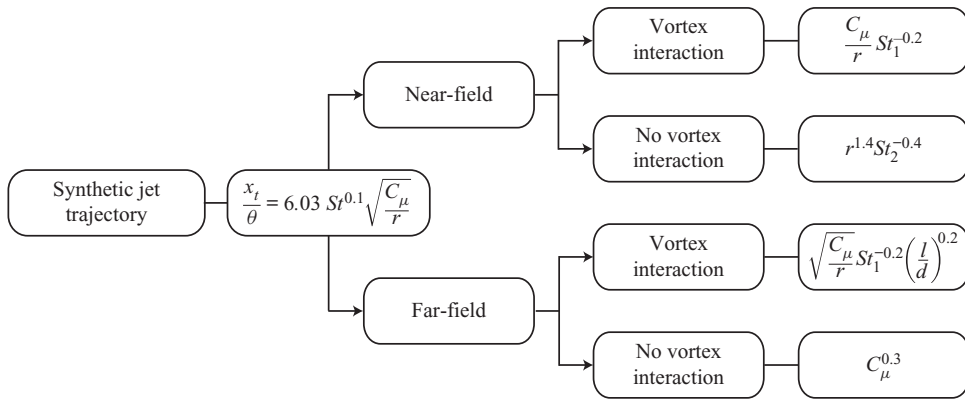 Synthetic jet
trajectory
x_t/θ = 6.03 St^0.1 √(C_μ/r)
Near-field
Vortex
interaction
C_μ/r St_1^−0.2
No vortex
interaction
r^1.4 St_2^−0.4
Far-field
Vortex
interaction
√(C_μ/r) St_1^−0.2 (l/d)^0.2
No vortex
interaction
C_μ^0.3